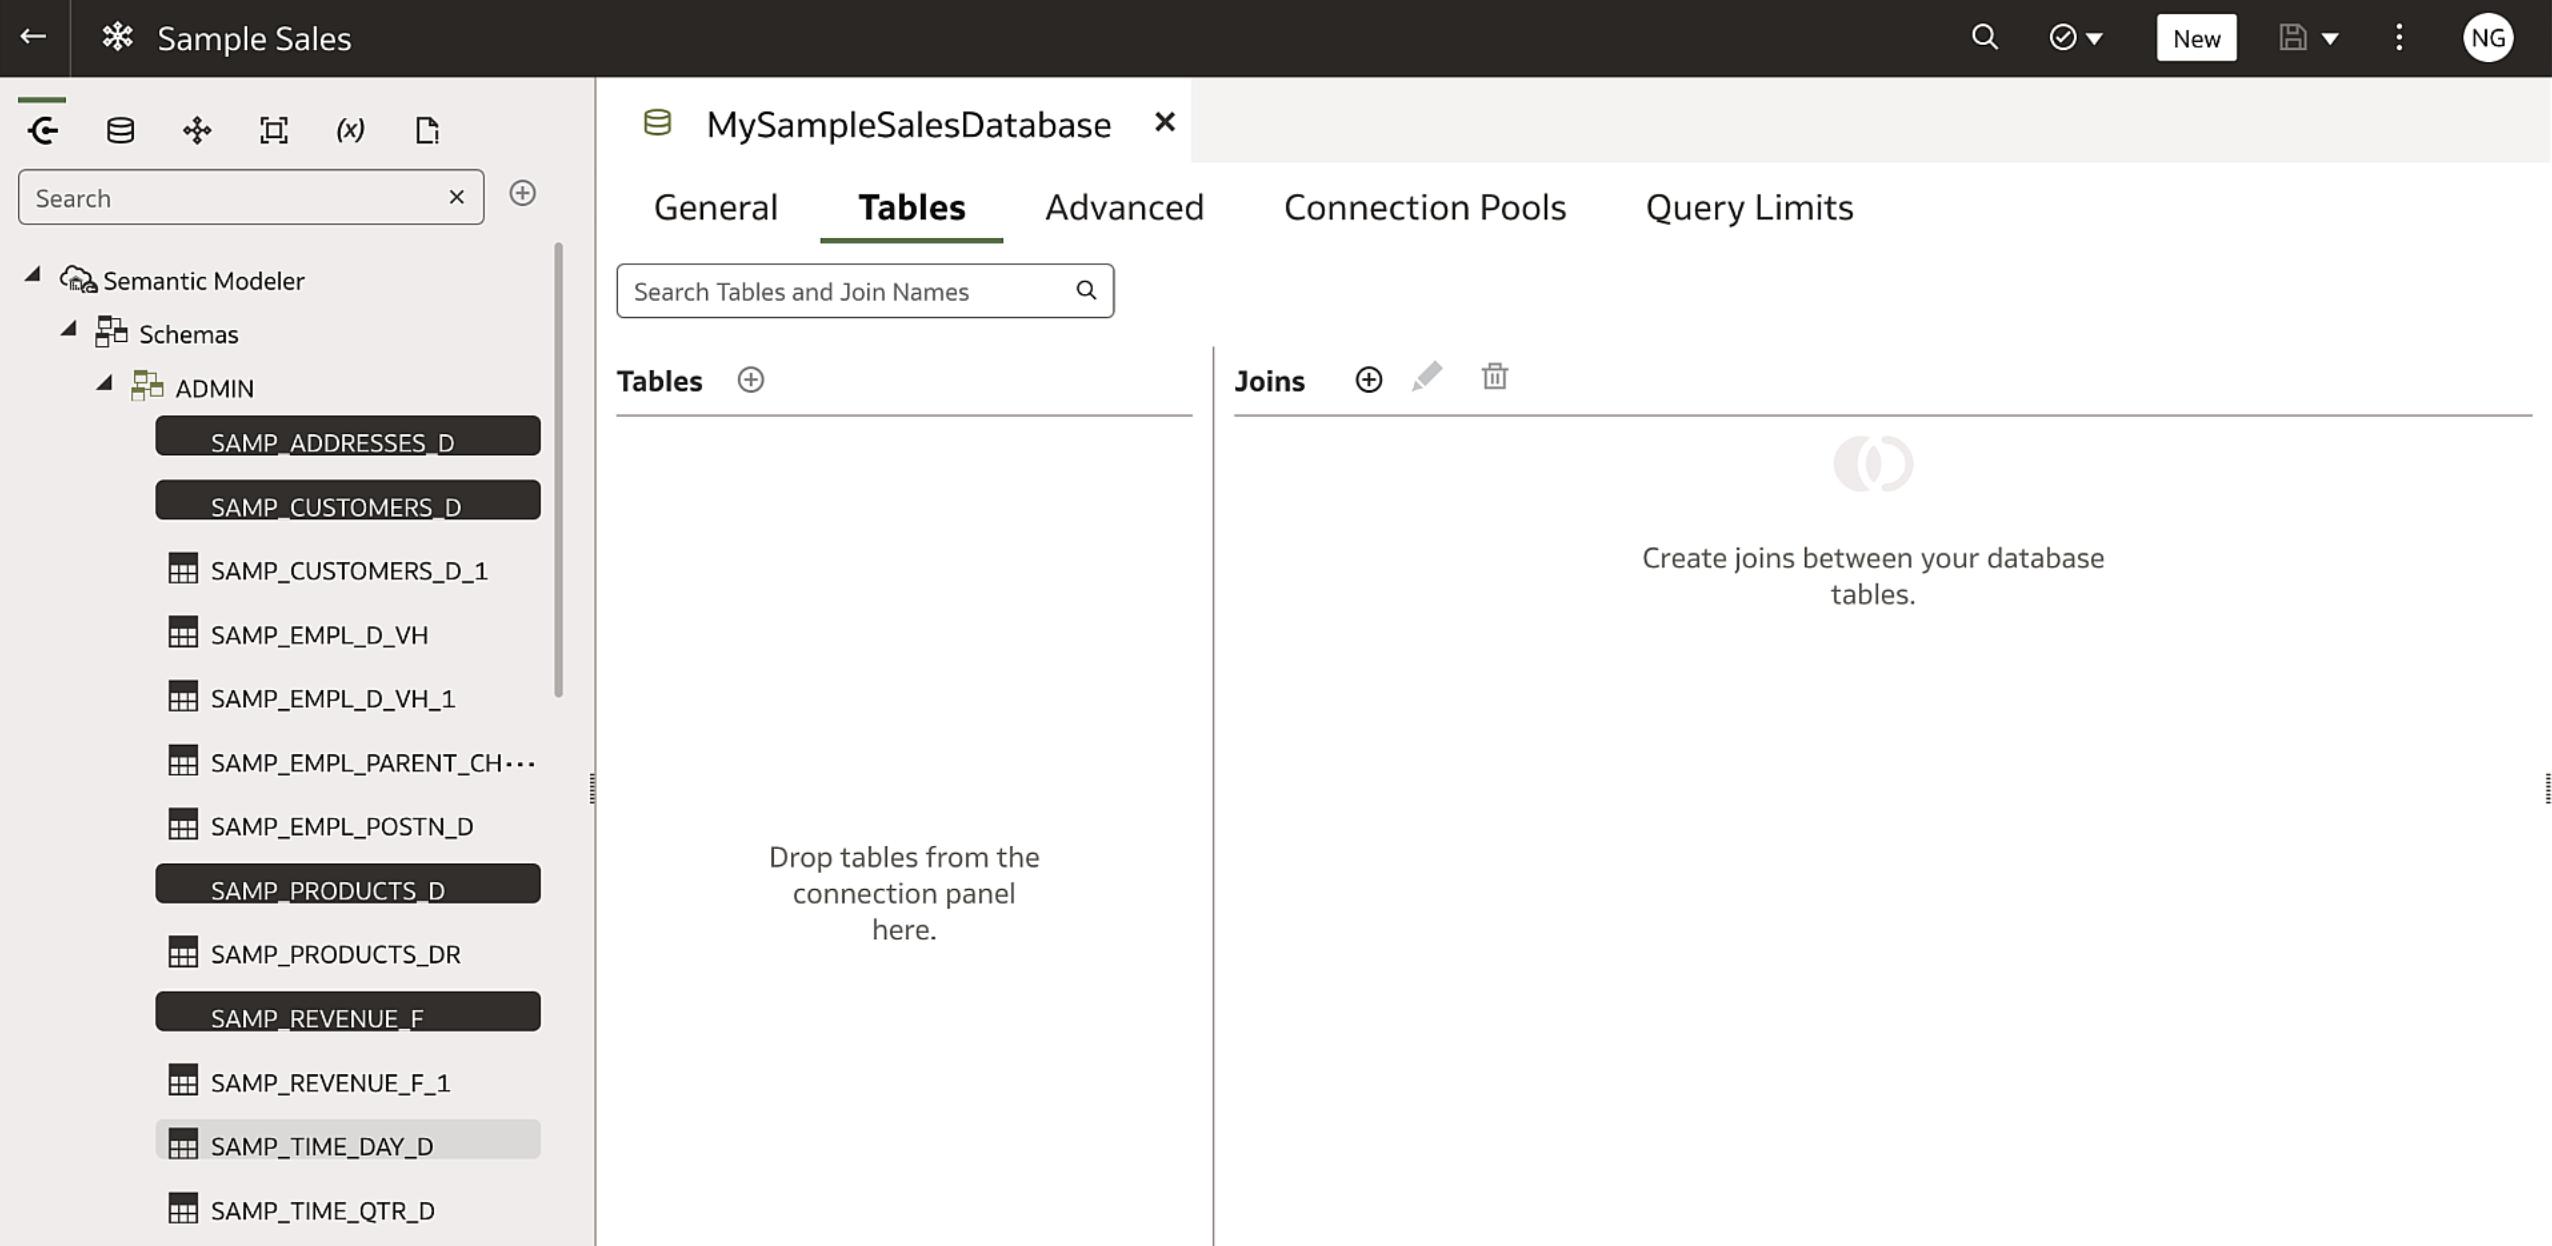 Sample Sales
New
NG
(x)
Search
Semantic Modeler
Schemas
ADMIN
SAMP_ADDRESSES_D
SAMP_CUSTOMERS_D
SAMP_CUSTOMERS_D_1
SAMP_EMPL_D_VH
SAMP_EMPL_D_VH_1
SAMP_EMPL_PARENT_CH...
SAMP_EMPL_POSTN_D
SAMP_PRODUCTS_D
SAMP_PRODUCTS_DR
SAMP_REVENUE_F
SAMP_REVENUE_F_1
SAMP_TIME_DAY_D
SAMP_TIME_QTR_D
MySampleSalesDatabase
General Tables Advanced Connection Pools Query Limits
Search Tables and Join Names
Tables
Drop tables from the
connection panel
here.
Joins
Create joins between your database
tables.